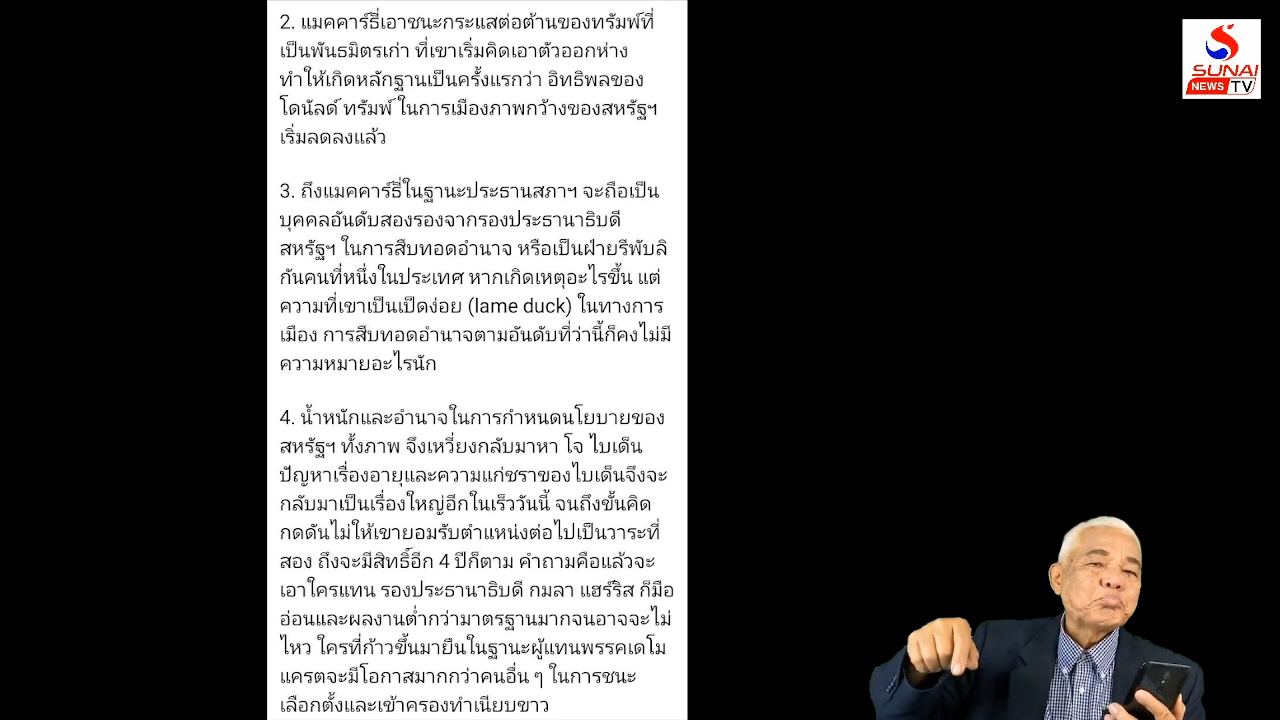 2. แมคคาร์ธี่เอาชนะกระแสต่อต้านของทรัมพ์ที่
เป็นพันธมิตรเก่า ที่เขาเริ่มคิดเอาตัวออกห่าง
ทำให้เกิดหลักฐานเป็นครั้งแรกว่า อิทธิพลของ
โดนัลด์ ทรัมพ์ ในการเมืองภาพกว้างของสหรัฐฯ
เริ่มลดลงแล้ว
3. ถึงแมคคาร์ธี่ในฐานะประธานสภาฯ จะถือเป็น
บุคคลอันดับสองรองจากรองประธานาธิบดี
สหรัฐฯ ในการสืบทอดอำนาจ หรือเป็นฝ่ายรีพับลิ
กันคนที่หนึ่งในประเทศ หากเกิดเหตุอะไรขึ้น แต่
ความที่เขาเป็นเป็ดง่อย (lame duck) ในทางการ
เมือง การสืบทอดอำนาจตามอันดับที่ว่านี้ก็คงไม่มี
ความหมายอะไรนัก
4. น้ำหนักและอำนาจในการกำหนดนโยบายของ
สหรัฐฯ ทั้งภาพ จึงเหวี่ยงกลับมาหา โจ ไบเด็น
ปัญหาเรื่องอายุและความแก่ชราของไบเด็นจึงจะ
กลับมาเป็นเรื่องใหญ่อีกในเร็ววันนี้ จนถึงขั้นคิด
กดดันไม่ให้เขายอมรับตำแหน่งต่อไปเป็นวาระที่
สอง ถึงจะมีสิทธิ์อีก 4 ปีก็ตาม คำถามคือแล้วจะ
เอาใครแทน รองประธานาธิบดี กมลา แฮร์ริส ก็มือ
อ่อนและผลงานต่ำกว่ามาตรฐานมากจนอาจจะไม่
ไหว ใครที่ก้าวขึ้นมายืนในฐานะผู้แทนพรรคเดโม
แครตจะมีโอกาสมากกว่าคนอื่น ๆ ในการชนะ
เลือกตั้งและเข้าครองทำเนียบขาว
SUNAI
NEWS TV